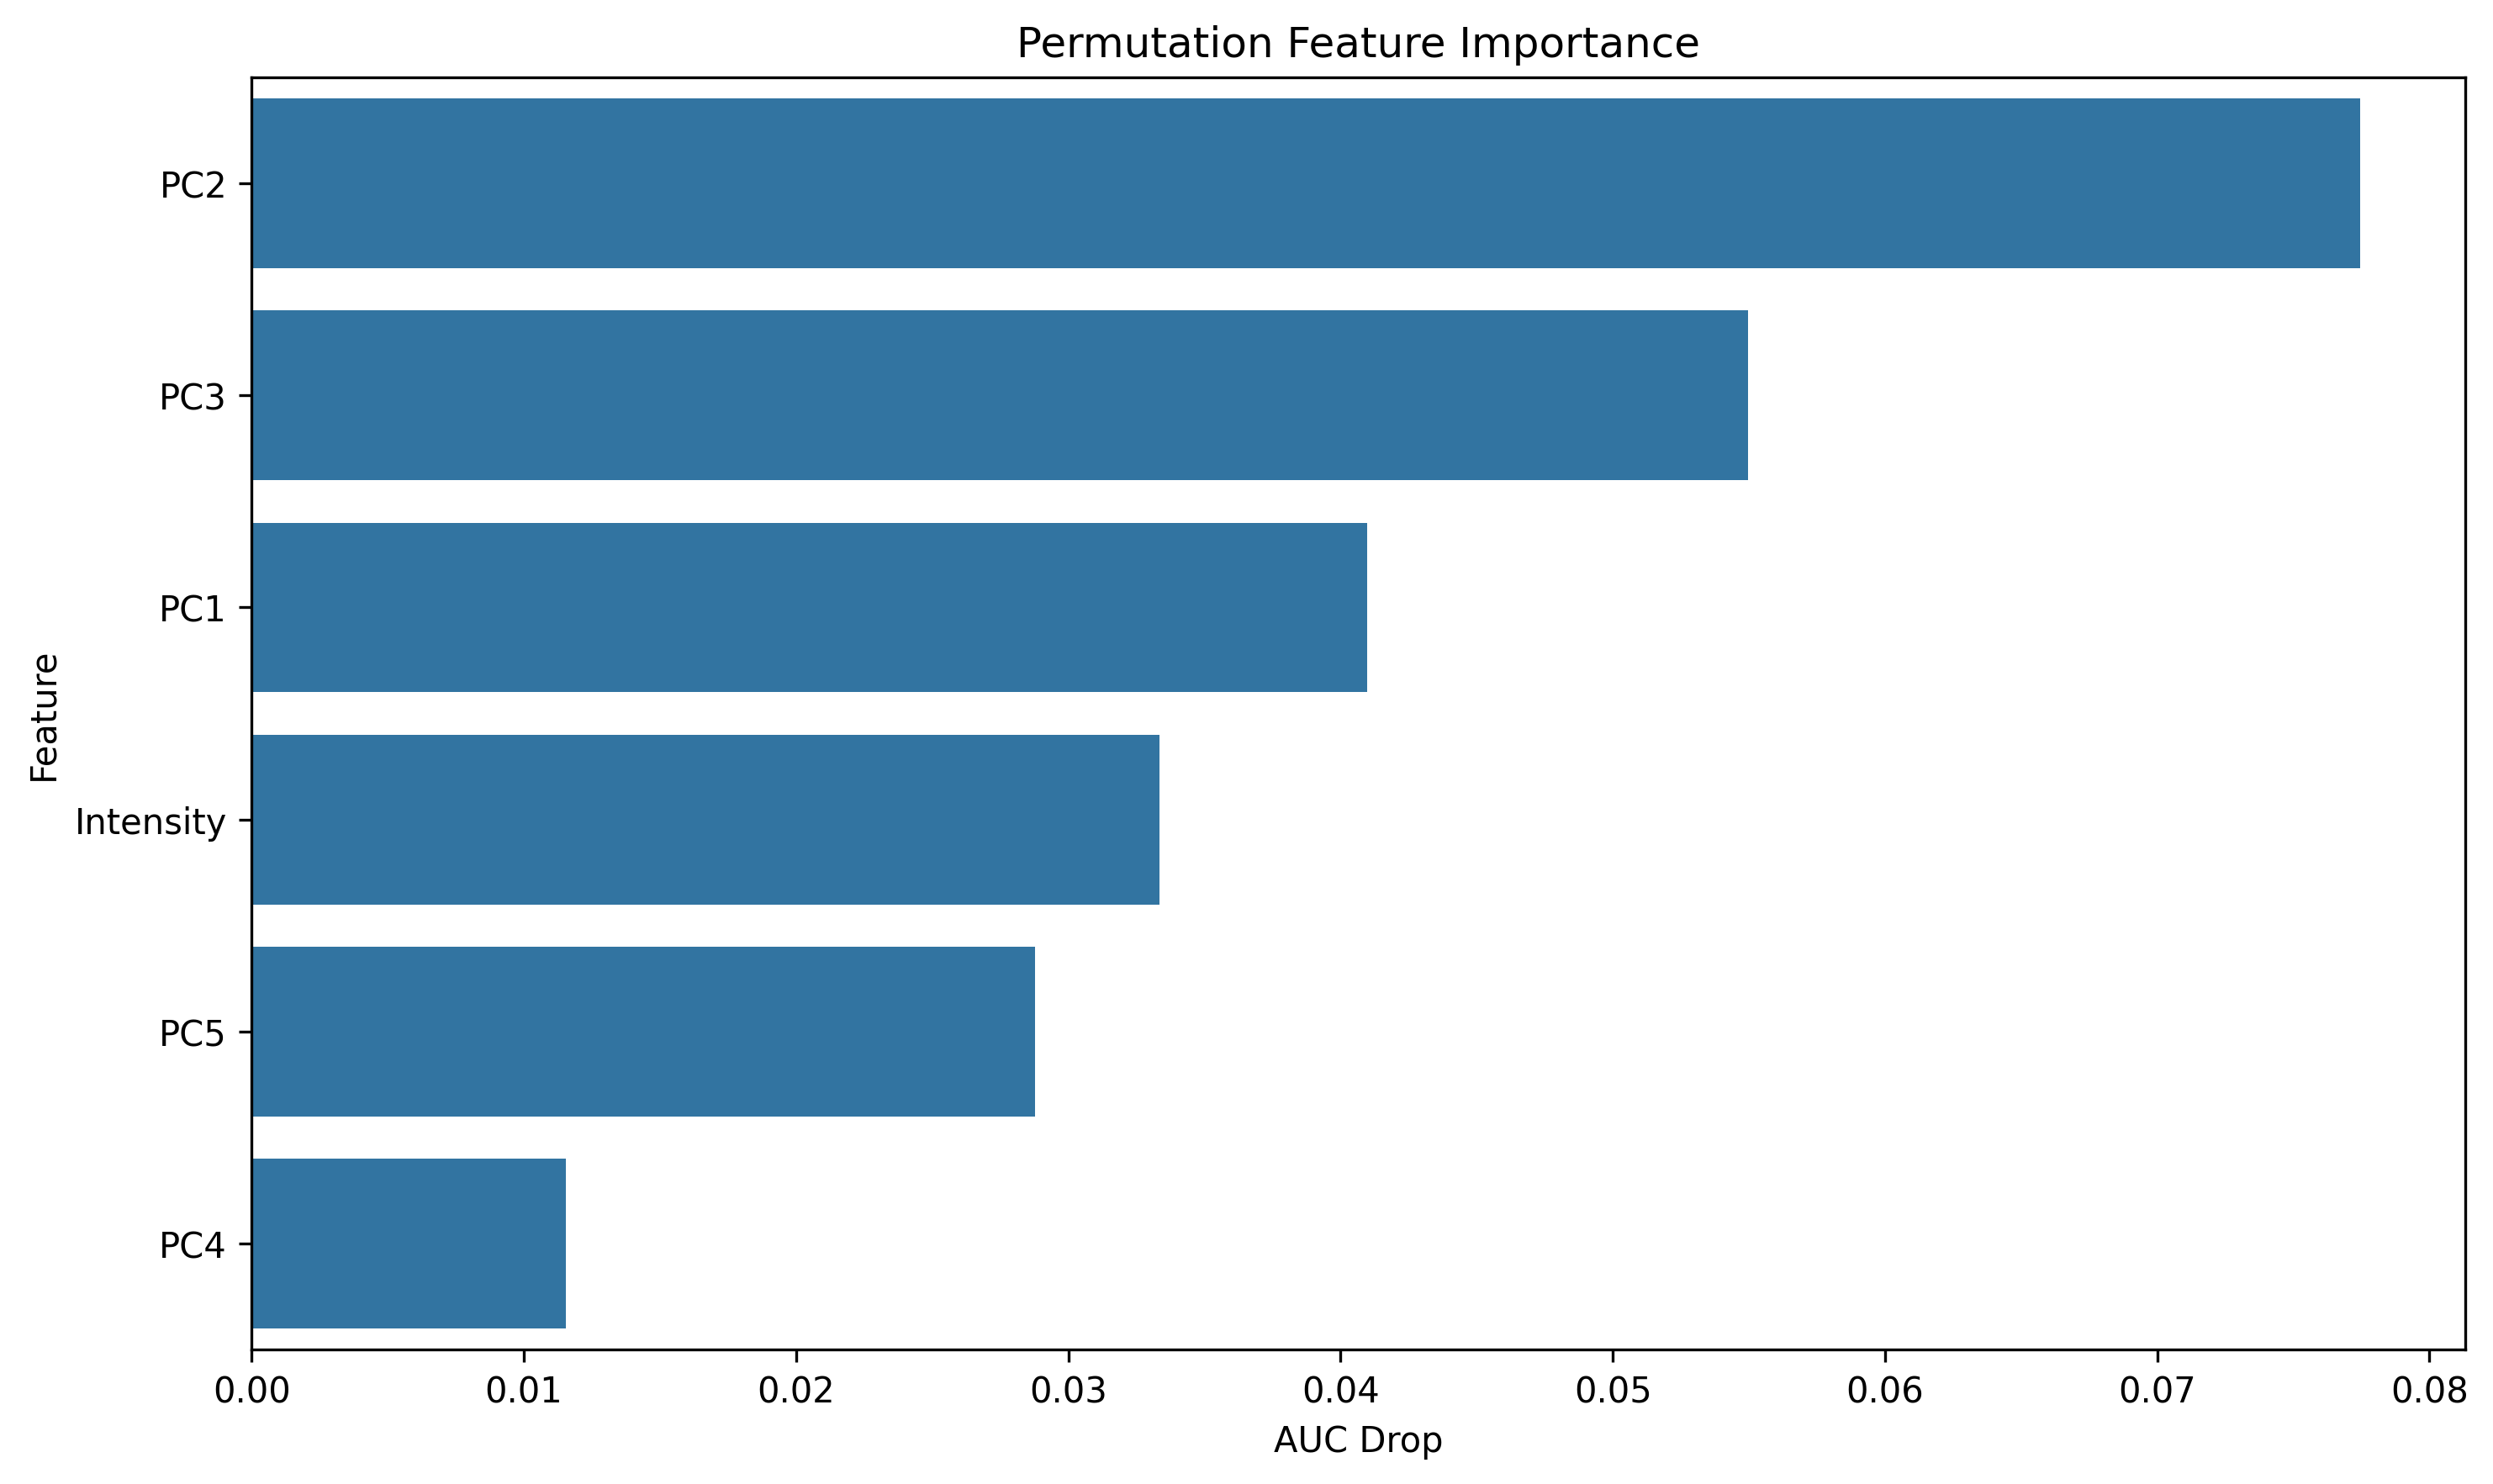 Permutation Feature Importance
Feature
PC2
PC3
PC1
Intensity
PC5
PC4
0.00 0.01 0.02 0.03 0.04 0.05 0.06 0.07 0.08
AUC Drop